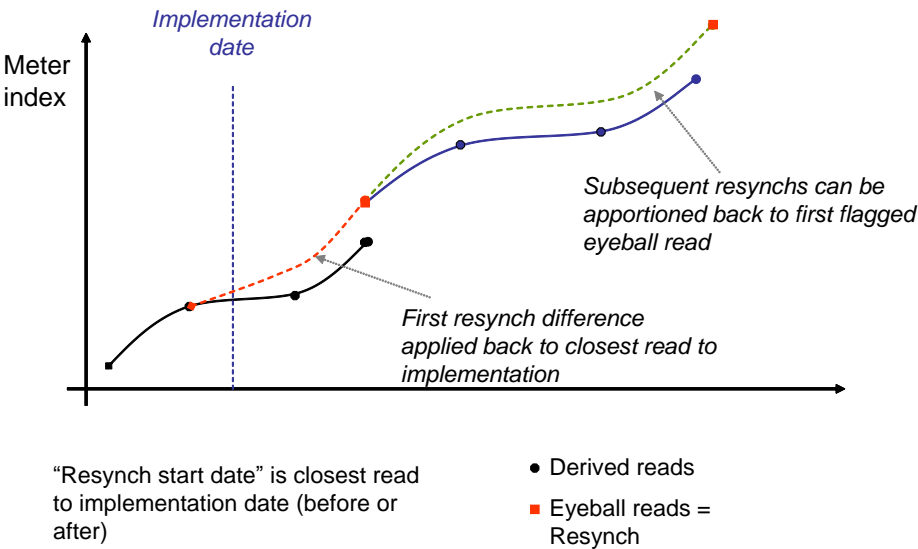 Implementation
date
Meter
index
Subsequent resynchs can be
apportioned back to first flagged
eyeball read
First resynch difference
applied back to closest read to
implementation
“Resynch start date” is closest read
to implementation date (before or
after)
Derived reads
Eyeball reads =
Resynch